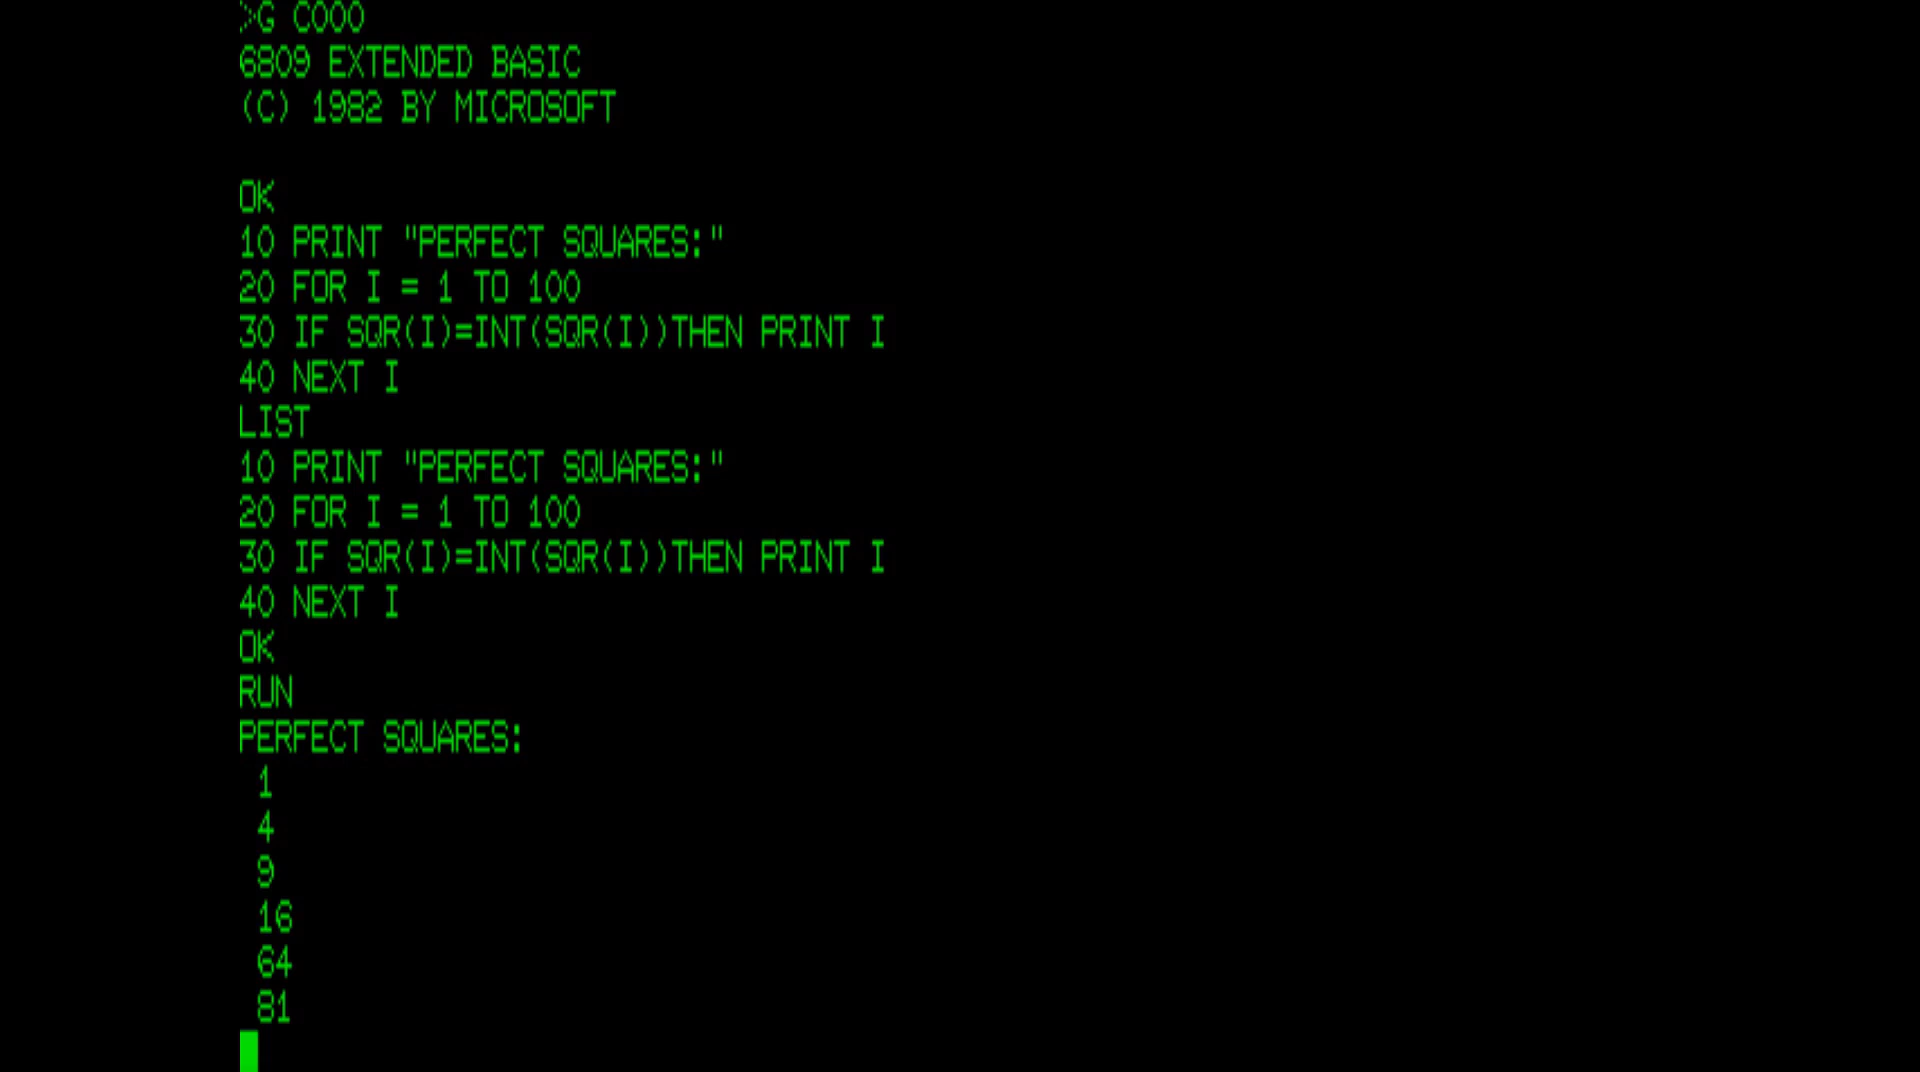 >G C000
6809 EXTENDED BASIC
(C) 1982 BY MICROSOFT
OK
10 PRINT "PERFECT SQUARES:"
20 FOR I = 1 TO 100
30 IF SQR(I)=INT(SQR(I))THEN PRINT I
40 NEXT I
LIST
10 PRINT "PERFECT SQUARES:"
20 FOR I = 1 TO 100
30 IF SQR(I)=INT(SQR(I))THEN PRINT I
40 NEXT I
OK
RUN
PERFECT SQUARES:
1
4
9
16
64
81